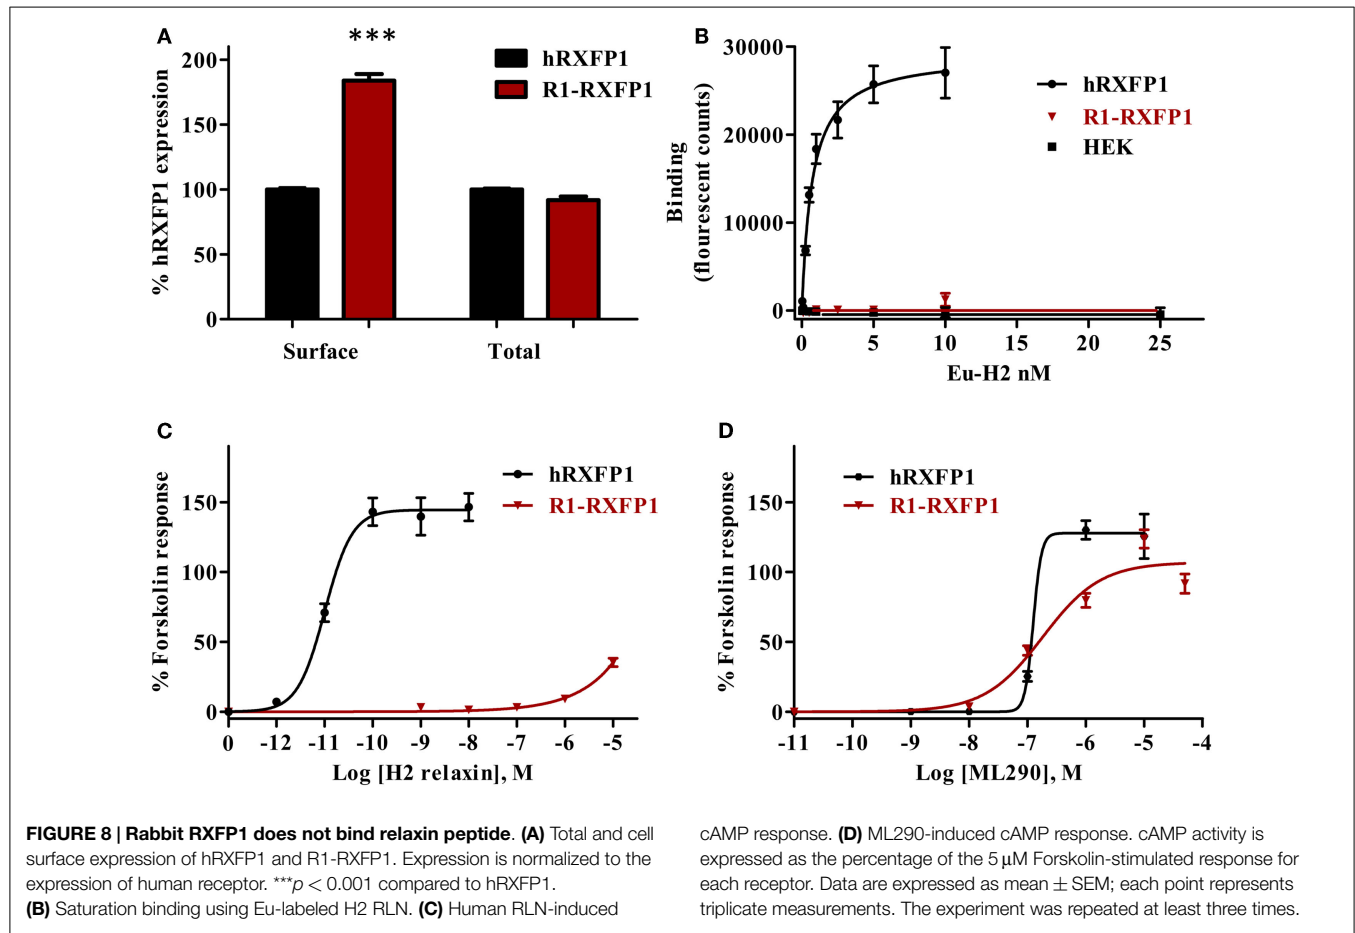 A
***
hRXFP1
R1-RXFP1
200
150
100
50
0
% hRXFP1 expression
Surface
Total
B
30000
20000
10000
0
Binding
(flourescent counts)
hRXFP1
R1-RXFP1
HEK
0
5
10
15
20
25
Eu-H2 nM
C
hRXFP1
R1-RXFP1
150
100
50
0
% Forskolin response
0
-12
-11
-10
-9
-8
-7
-6
-5
Log [H2 relaxin], M
D
hRXFP1
R1-RXFP1
150
100
50
0
% Forskolin response
-11
-10
-9
-8
-7
-6
-5
-4
Log [ML290], M
FIGURE 8 | Rabbit RXFP1 does not bind relaxin peptide. (A) Total and cell
surface expression of hRXFP1 and R1-RXFP1. Expression is normalized to the
expression of human receptor. ***p < 0.001 compared to hRXFP1.
(B) Saturation binding using Eu-labeled H2 RLN. (C) Human RLN-induced
cAMP response. (D) ML290-induced cAMP response. cAMP activity is
expressed as the percentage of the 5 μM Forskolin-stimulated response for
each receptor. Data are expressed as mean ± SEM; each point represents
triplicate measurements. The experiment was repeated at least three times.